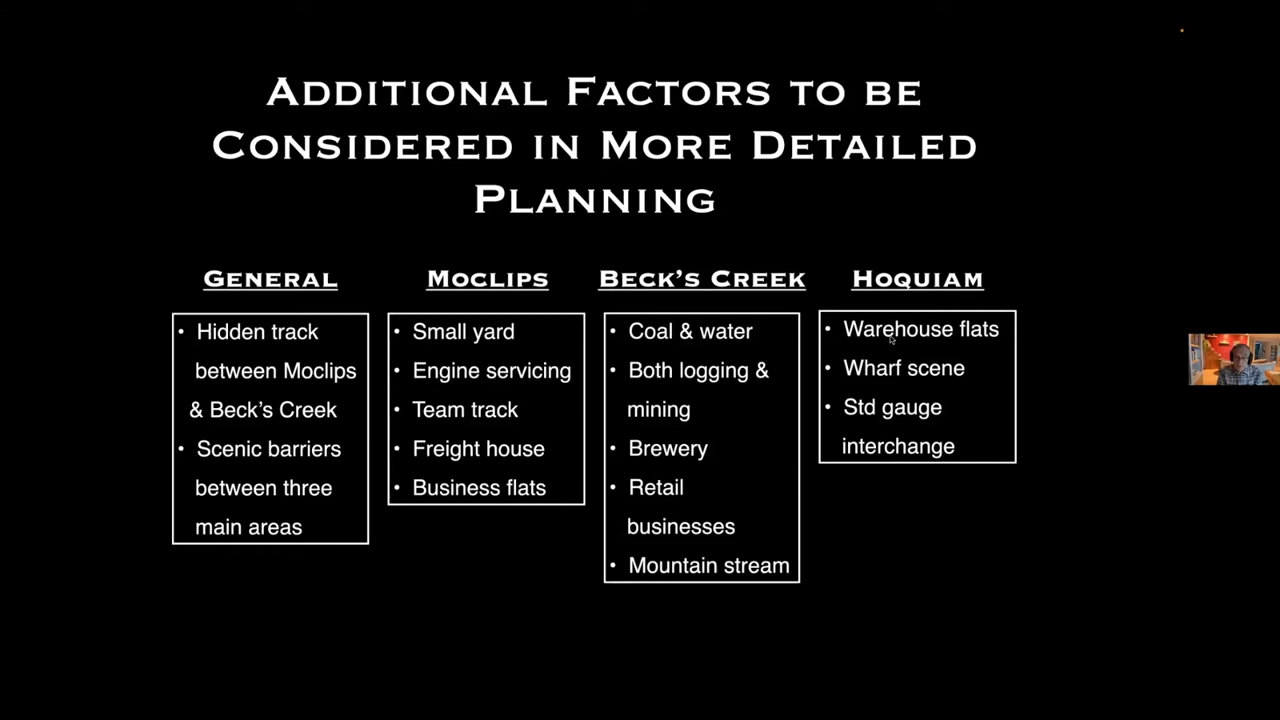 ADDITIONAL FACTORS TO BE
CONSIDERED IN MORE DETAILED
PLANNING
GENERAL
• Hidden track
between Moclips
& Beck's Creek
• Scenic barriers
between three
main areas
MOCLIPS
• Small yard
• Engine servicing
• Team track
• Freight house
• Business flats
BECK'S CREEK
• Coal & water
• Both logging &
mining
• Brewery
• Retail
businesses
• Mountain stream
HOQUIAM
• Warehouse flats
• Wharf scene
• Std gauge
interchange